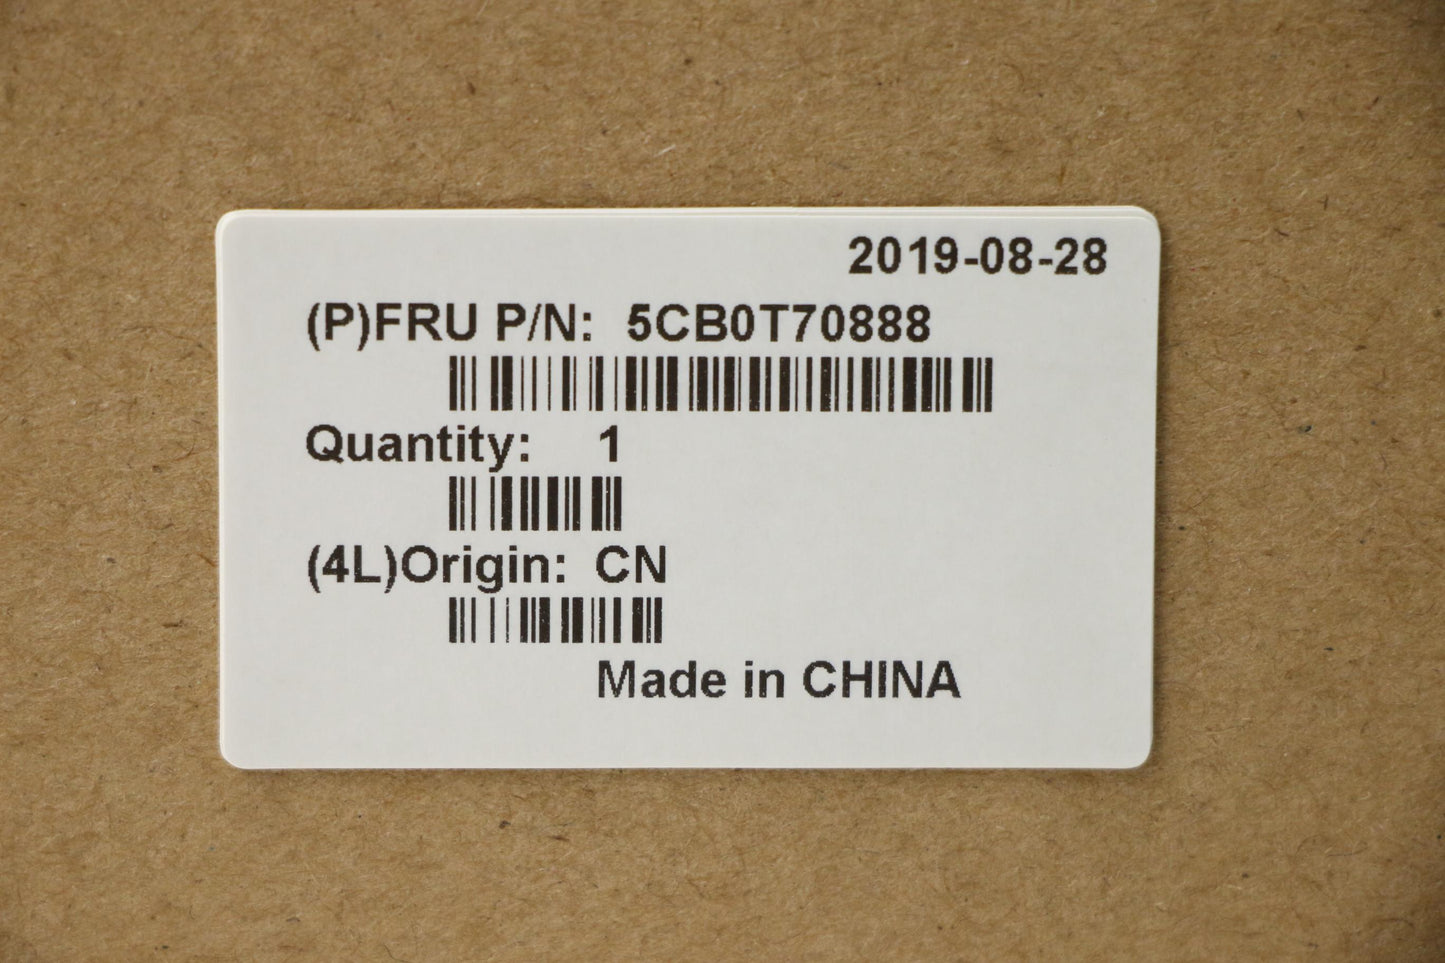 2019-08-28
(P)FRU P/N: 5CB0T70888
Quantity: 1
(4L)Origin: CN
Made in CHINA